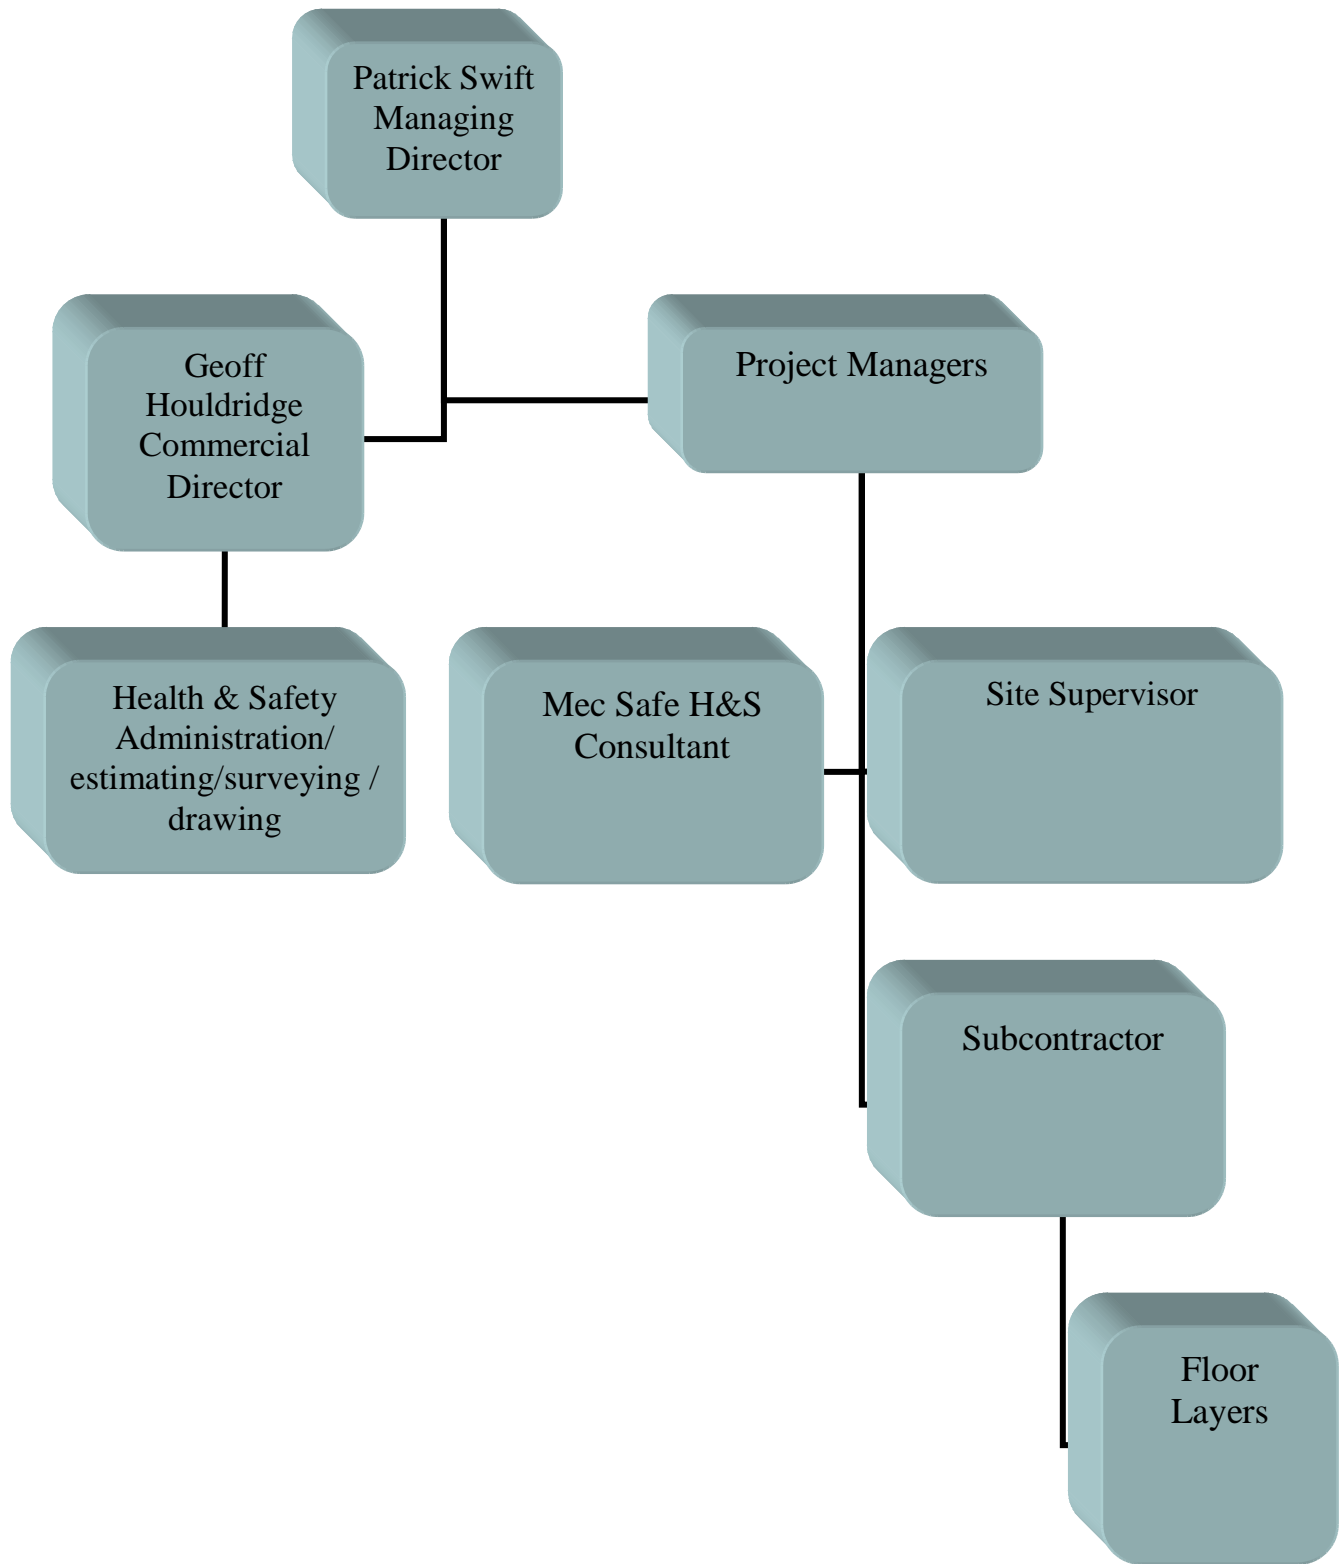 Patrick Swift
Managing
Director
Geoff
Houldridge
Commercial
Director
Project Managers
Health & Safety
Administration/
estimating/surveying /
drawing
Mec Safe H&S
Consultant
Site Supervisor
Subcontractor
Floor
Layers